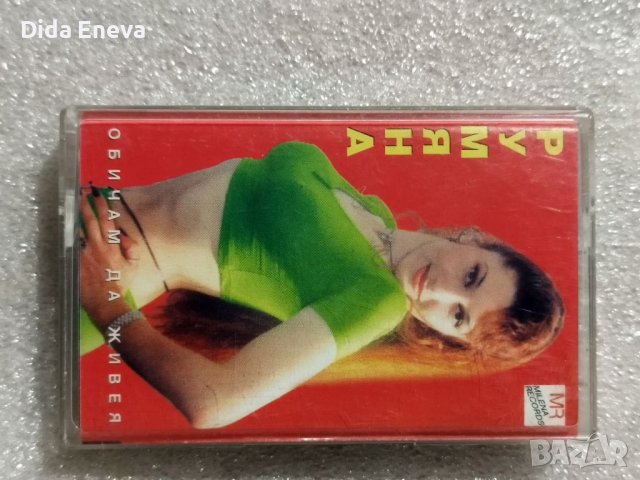 Dida Eneva
РУМЯНА
ОБИЧАМ ДА ЖИВЕЯ
MR
MILENA
RECORDS
BAZAR